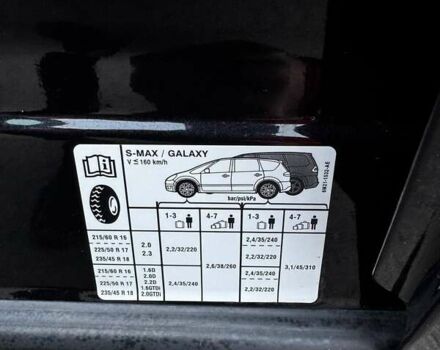 S-MAX / GALAXY
V ≤ 160 km/h
bar/psi/kPa
1-3 4-7 1-3 4-7
215/60 R 16
225/50 R 17
235/45 R 18
2.0
2.3
2,2/32/220
2,4/35/240
2,2/32/220
215/60 R 16
225/50 R 17
235/45 R 18
1.6D
2.0D
2.2D
1.6GTDi
2.0GTDi
2,4/35/240
2,6/38/260
2,4/35/240
2,2/32/220
3,1/45/310